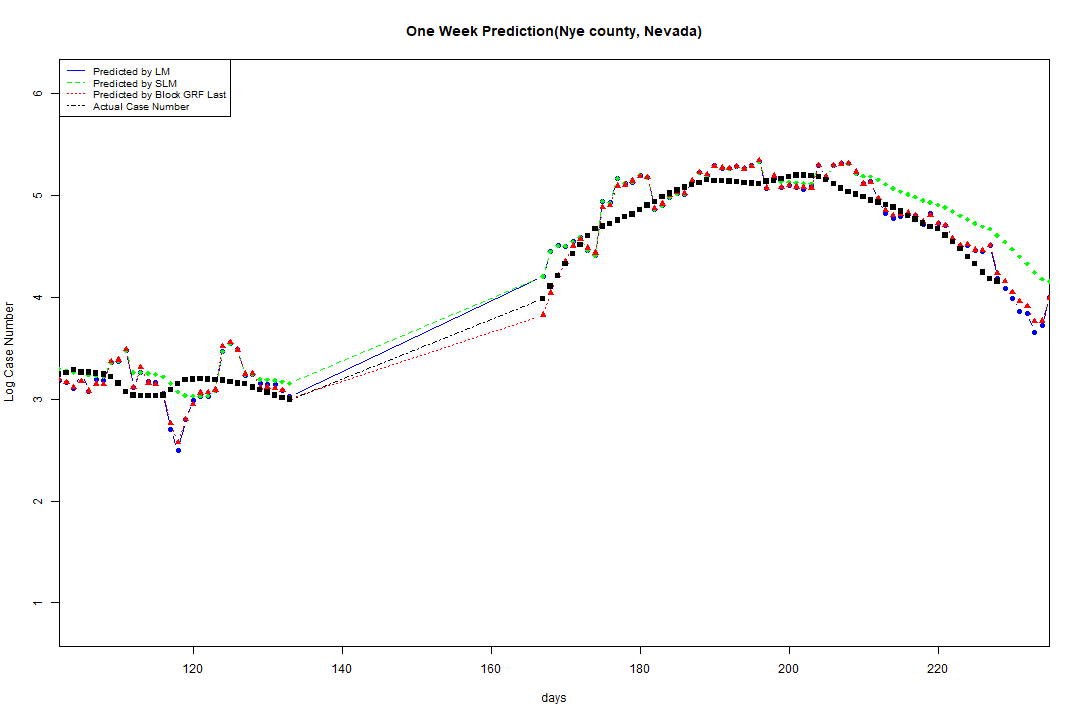 One Week Prediction(Nye county, Nevada)
Predicted by LM
Predicted by SLM
Predicted by Block GRF Last
Actual Case Number
6
5
4
3
2
1
Log Case Number
120 140 160 180 200 220
days